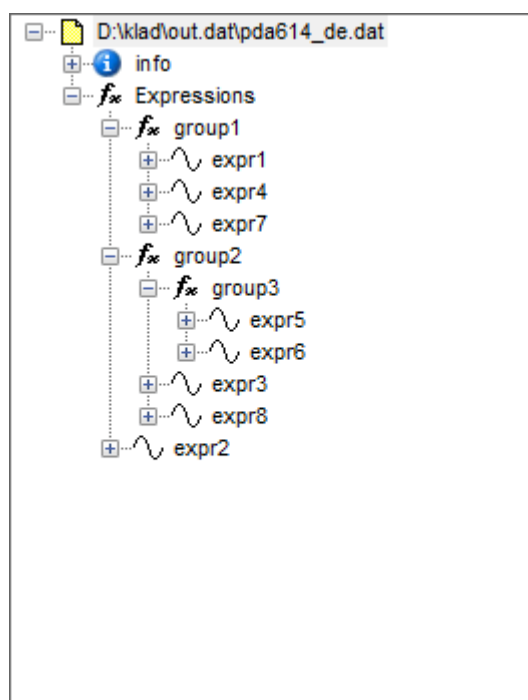 D:\klad\out.dat\pda614_de.dat
info
Expressions
group1
expr1
expr4
expr7
group2
group3
expr5
expr6
expr3
expr8
expr2